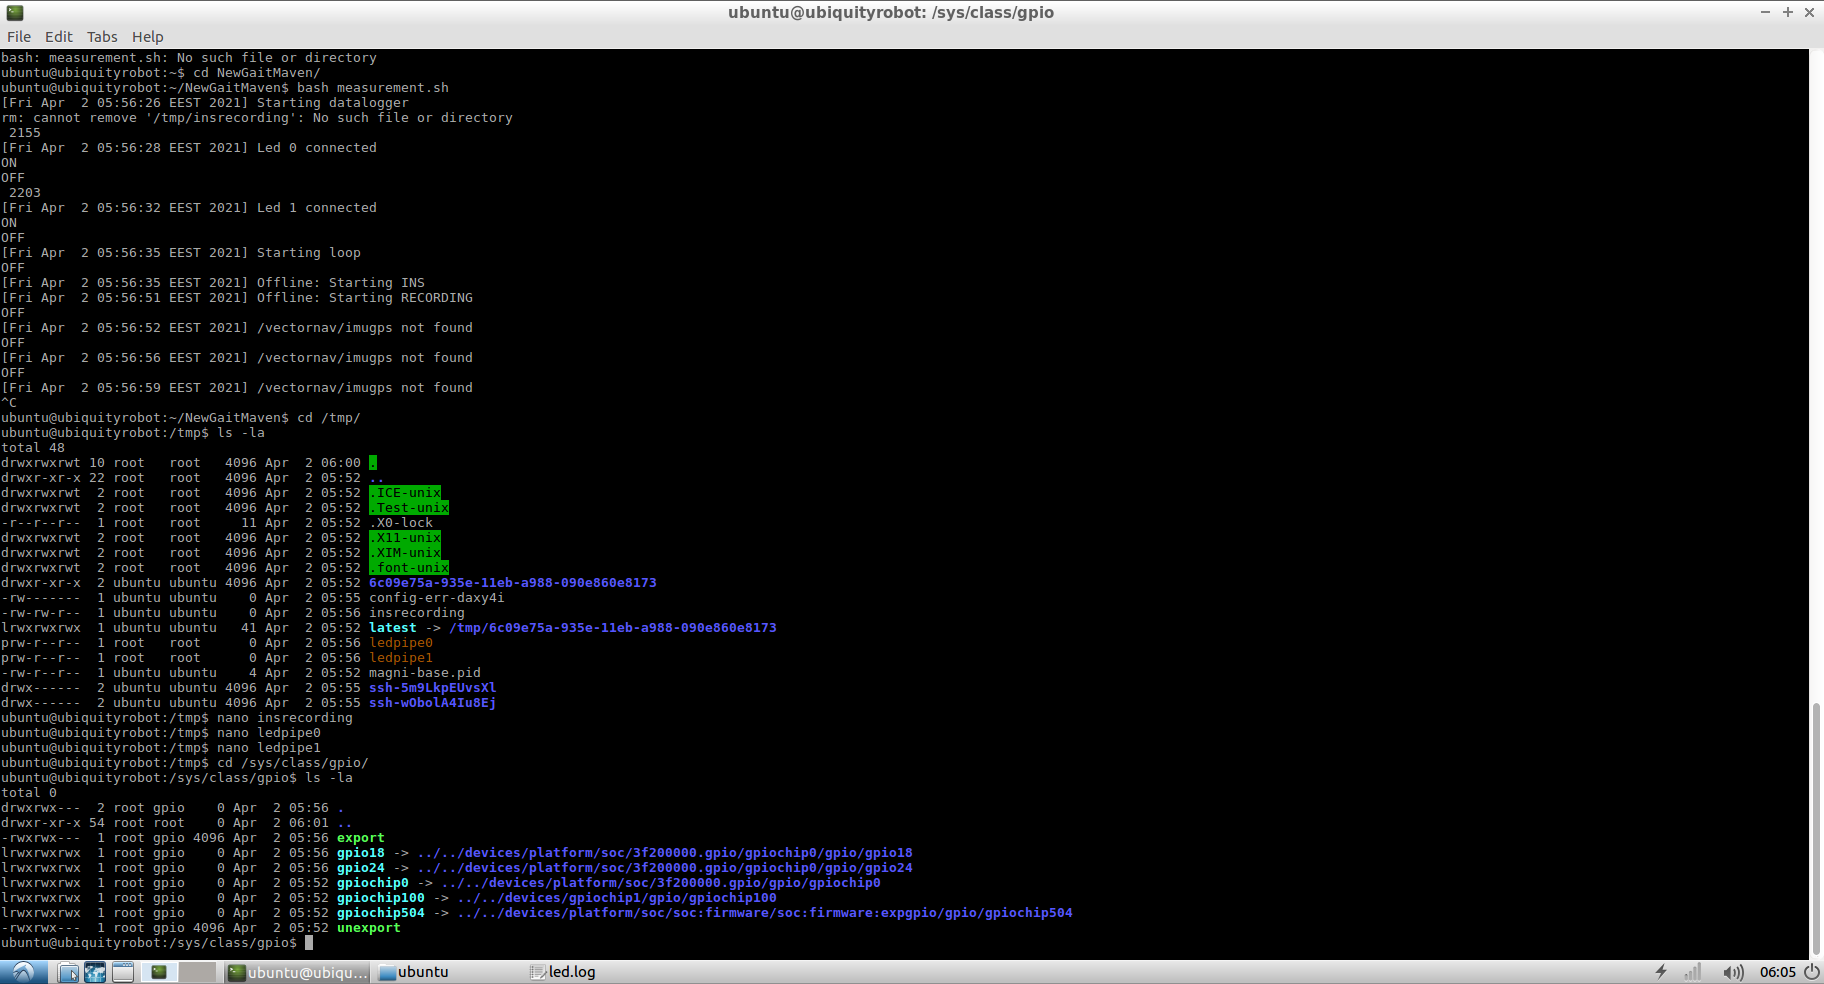 ubuntu@ubiquityrobot: /sys/class/gpio
File Edit Tabs Help
bash: measurement.sh: No such file or directory
ubuntu@ubiquityrobot:~$ cd NewGaitMaven/
ubuntu@ubiquityrobot:~/NewGaitMaven$ bash measurement.sh
[Fri Apr  2 05:56:26 EEST 2021] Starting datalogger
rm: cannot remove '/tmp/insrecording': No such file or directory
 2155
[Fri Apr  2 05:56:28 EEST 2021] Led 0 connected
ON
OFF
 2203
[Fri Apr  2 05:56:32 EEST 2021] Led 1 connected
ON
OFF
[Fri Apr  2 05:56:35 EEST 2021] Starting loop
OFF
[Fri Apr  2 05:56:35 EEST 2021] Offline: Starting INS
[Fri Apr  2 05:56:51 EEST 2021] Offline: Starting RECORDING
OFF
[Fri Apr  2 05:56:52 EEST 2021] /vectornav/imugps not found
OFF
[Fri Apr  2 05:56:56 EEST 2021] /vectornav/imugps not found
OFF
[Fri Apr  2 05:56:59 EEST 2021] /vectornav/imugps not found
^C
ubuntu@ubiquityrobot:~/NewGaitMaven$ cd /tmp/
ubuntu@ubiquityrobot:/tmp$ ls -la
total 48
drwxrwxrwt 10 root   root   4096 Apr  2 06:00 .
drwxr-xr-x 22 root   root   4096 Apr  2 05:52 ..
drwxrwxrwt  2 root   root   4096 Apr  2 05:52 .ICE-unix
drwxrwxrwt  2 root   root   4096 Apr  2 05:52 .Test-unix
-r--r--r--  1 root   root     11 Apr  2 05:52 .X0-lock
drwxrwxrwt  2 root   root   4096 Apr  2 05:52 .X11-unix
drwxrwxrwt  2 root   root   4096 Apr  2 05:52 .XIM-unix
drwxrwxrwt  2 root   root   4096 Apr  2 05:52 .font-unix
drwxr-xr-x  2 ubuntu ubuntu 4096 Apr  2 05:52 6c09e75a-935e-11eb-a988-090e860e8173
-rw-------  1 ubuntu ubuntu    0 Apr  2 05:55 config-err-daxy4i
-rw-rw-r--  1 ubuntu ubuntu    0 Apr  2 05:56 insrecording
lrwxrwxrwx  1 ubuntu ubuntu   41 Apr  2 05:52 latest -> /tmp/6c09e75a-935e-11eb-a988-090e860e8173
prw-r--r--  1 root   root      0 Apr  2 05:56 ledpipe0
prw-r--r--  1 root   root      0 Apr  2 05:56 ledpipe1
-rw-r--r--  1 ubuntu ubuntu    4 Apr  2 05:52 magni-base.pid
drwx------  2 ubuntu ubuntu 4096 Apr  2 05:55 ssh-5m9LkpEUvsXl
drwx------  2 ubuntu ubuntu 4096 Apr  2 05:55 ssh-wObolA4Iu8Ej
ubuntu@ubiquityrobot:/tmp$ nano insrecording
ubuntu@ubiquityrobot:/tmp$ nano ledpipe0
ubuntu@ubiquityrobot:/tmp$ nano ledpipe1
ubuntu@ubiquityrobot:/tmp$ cd /sys/class/gpio/
ubuntu@ubiquityrobot:/sys/class/gpio$ ls -la
total 0
drwxrwx---  2 root gpio    0 Apr  2 05:56 .
drwxr-xr-x 54 root root    0 Apr  2 06:01 ..
-rwxrwx---  1 root gpio 4096 Apr  2 05:56 export
lrwxrwxrwx  1 root gpio    0 Apr  2 05:56 gpio18 -> ../../devices/platform/soc/3f200000.gpio/gpiochip0/gpio/gpio18
lrwxrwxrwx  1 root gpio    0 Apr  2 05:56 gpio24 -> ../../devices/platform/soc/3f200000.gpio/gpiochip0/gpio/gpio24
lrwxrwxrwx  1 root gpio    0 Apr  2 05:52 gpiochip0 -> ../../devices/platform/soc/3f200000.gpio/gpio/gpiochip0
lrwxrwxrwx  1 root gpio    0 Apr  2 05:52 gpiochip100 -> ../../devices/gpiochip1/gpio/gpiochip100
lrwxrwxrwx  1 root gpio    0 Apr  2 05:52 gpiochip504 -> ../../devices/platform/soc/soc:firmware/soc:firmware:expgpio/gpio/gpiochip504
-rwxrwx---  1 root gpio 4096 Apr  2 05:52 unexport
ubuntu@ubiquityrobot:/sys/class/gpio$
ubuntu@ubiqu... ubuntu led.log 06:05